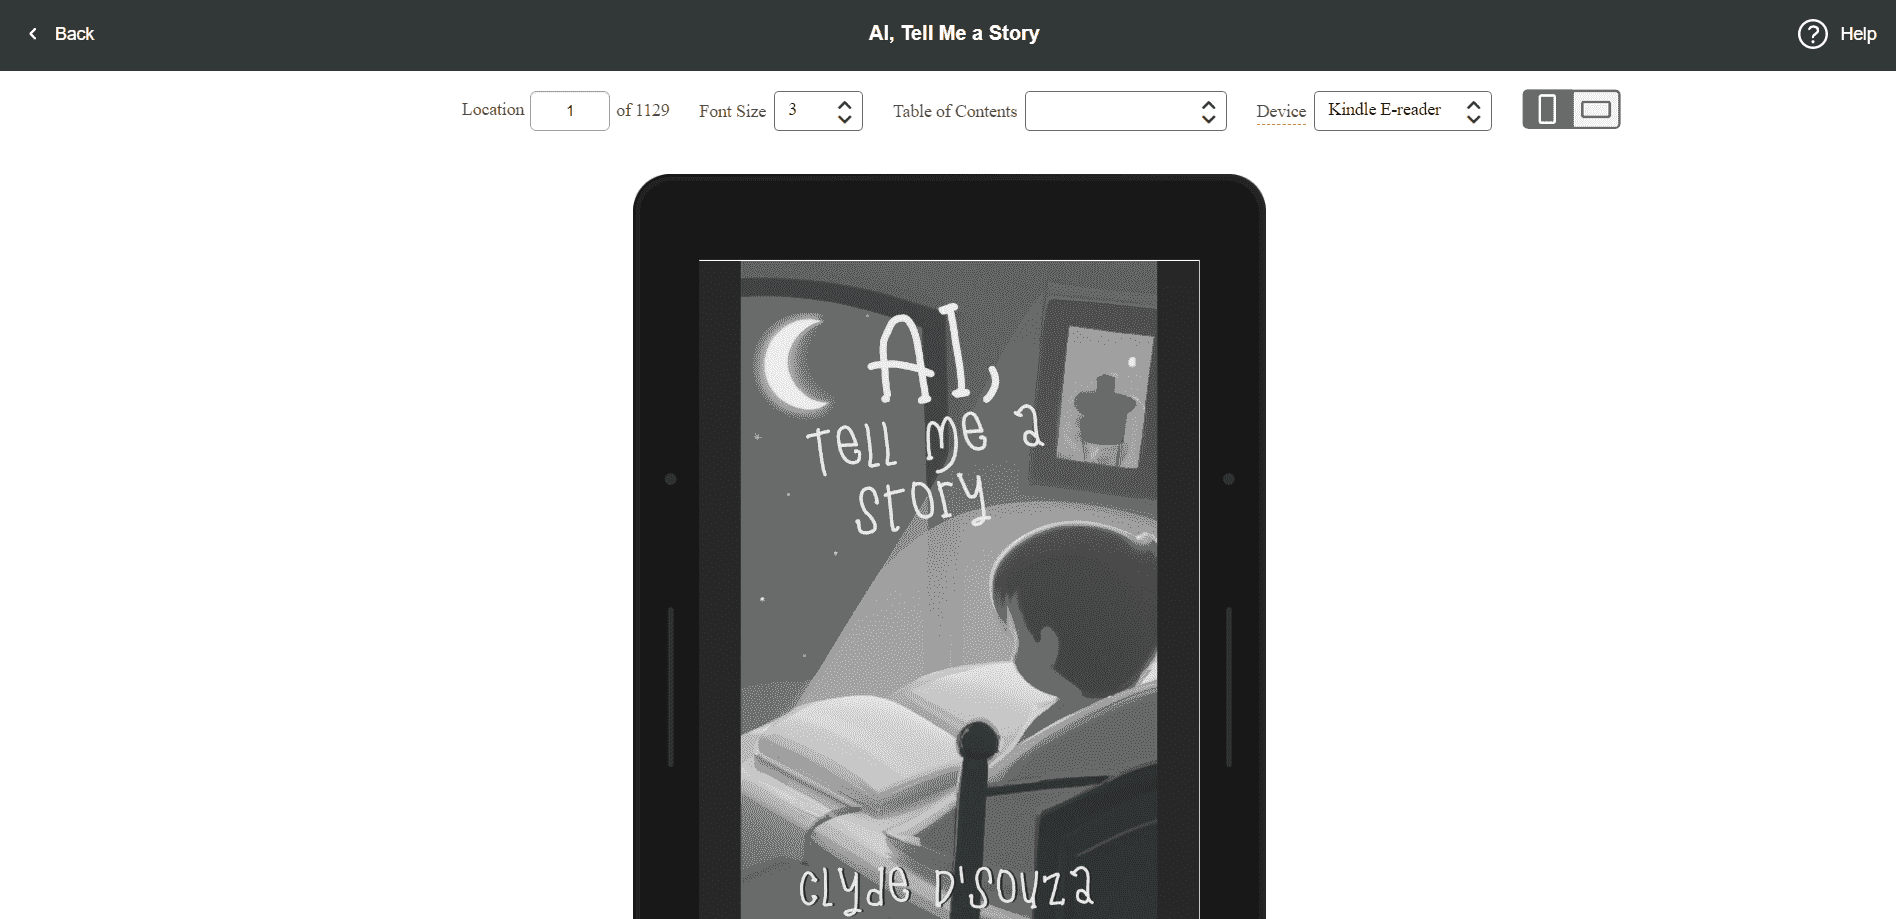 Back
AI, Tell Me a Story
Help
Location 1 of 1129 Font Size 3 Table of Contents Device Kindle E-reader
AI,
Tell me a
Story
Clyde D'Souza